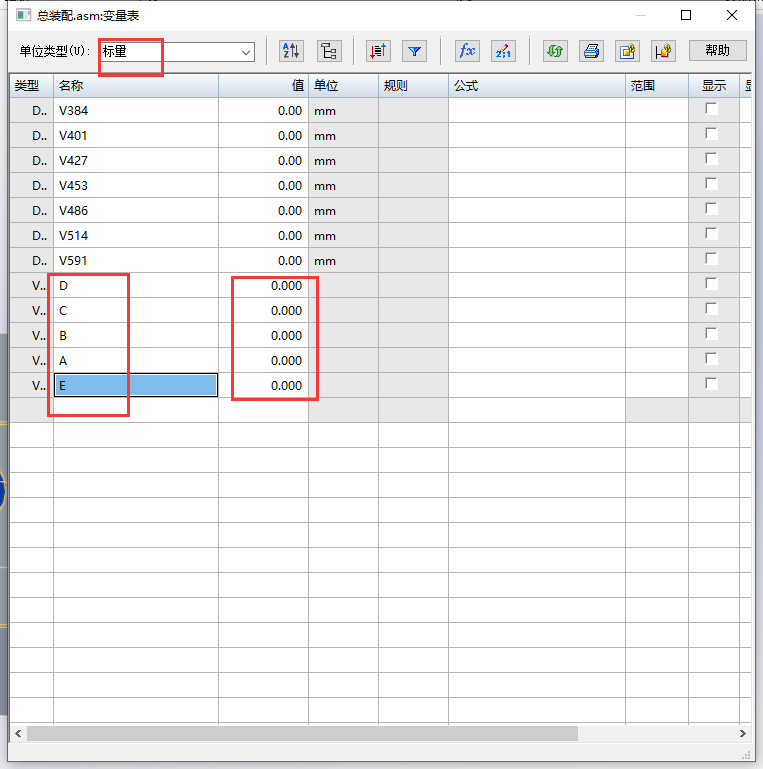 总装配.asm:变量表
单位类型(U): 标量 帮助
类型 名称 值 单位 规则 公式 范围 显示
D.. V384 0.00 mm
D.. V401 0.00 mm
D.. V427 0.00 mm
D.. V453 0.00 mm
D.. V486 0.00 mm
D.. V514 0.00 mm
D.. V591 0.00 mm
V.. D 0.000
V.. C 0.000
V.. B 0.000
V.. A 0.000
V.. E 0.000